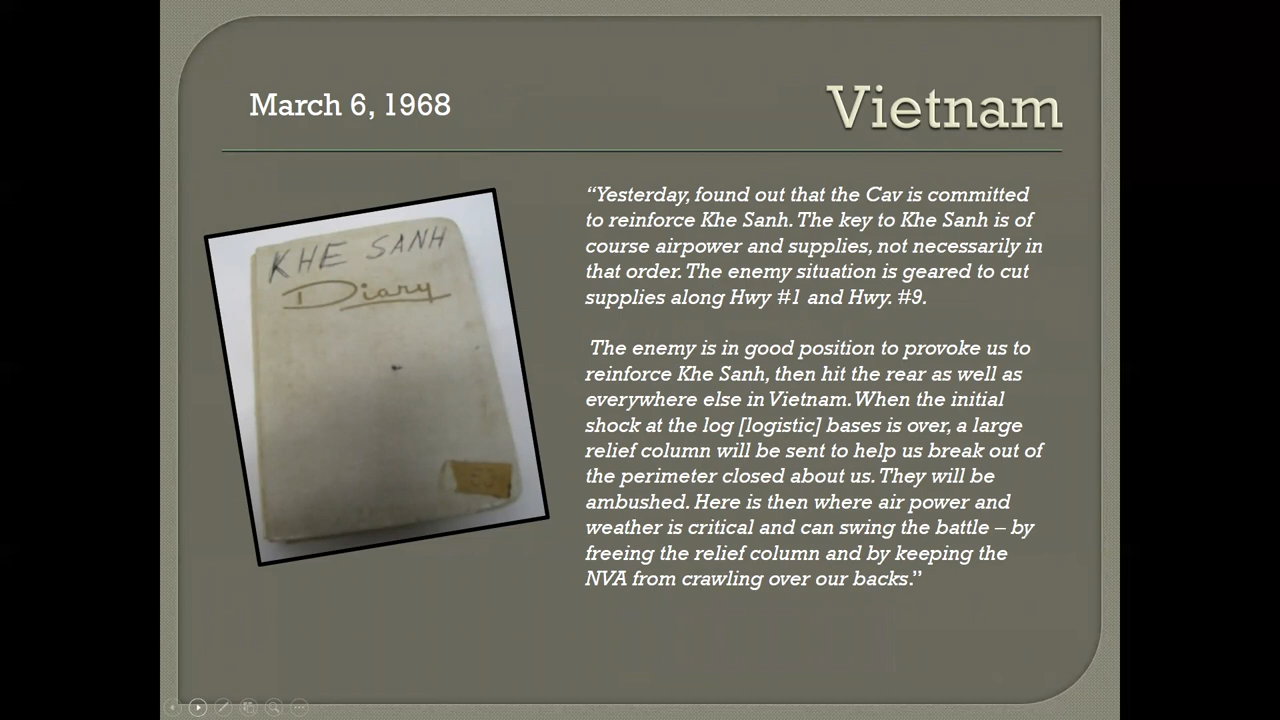 March 6, 1968
Vietnam
KHE SANH
Diary
“Yesterday, found out that the Cav is committed
to reinforce Khe Sanh. The key to Khe Sanh is of
course airpower and supplies, not necessarily in
that order. The enemy situation is geared to cut
supplies along Hwy #1 and Hwy. #9.
The enemy is in good position to provoke us to
reinforce Khe Sanh, then hit the rear as well as
everywhere else in Vietnam. When the initial
shock at the log [logistic] bases is over, a large
relief column will be sent to help us break out of
the perimeter closed about us. They will be
ambushed. Here is then where air power and
weather is critical and can swing the battle – by
freeing the relief column and by keeping the
NVA from crawling over our backs.”